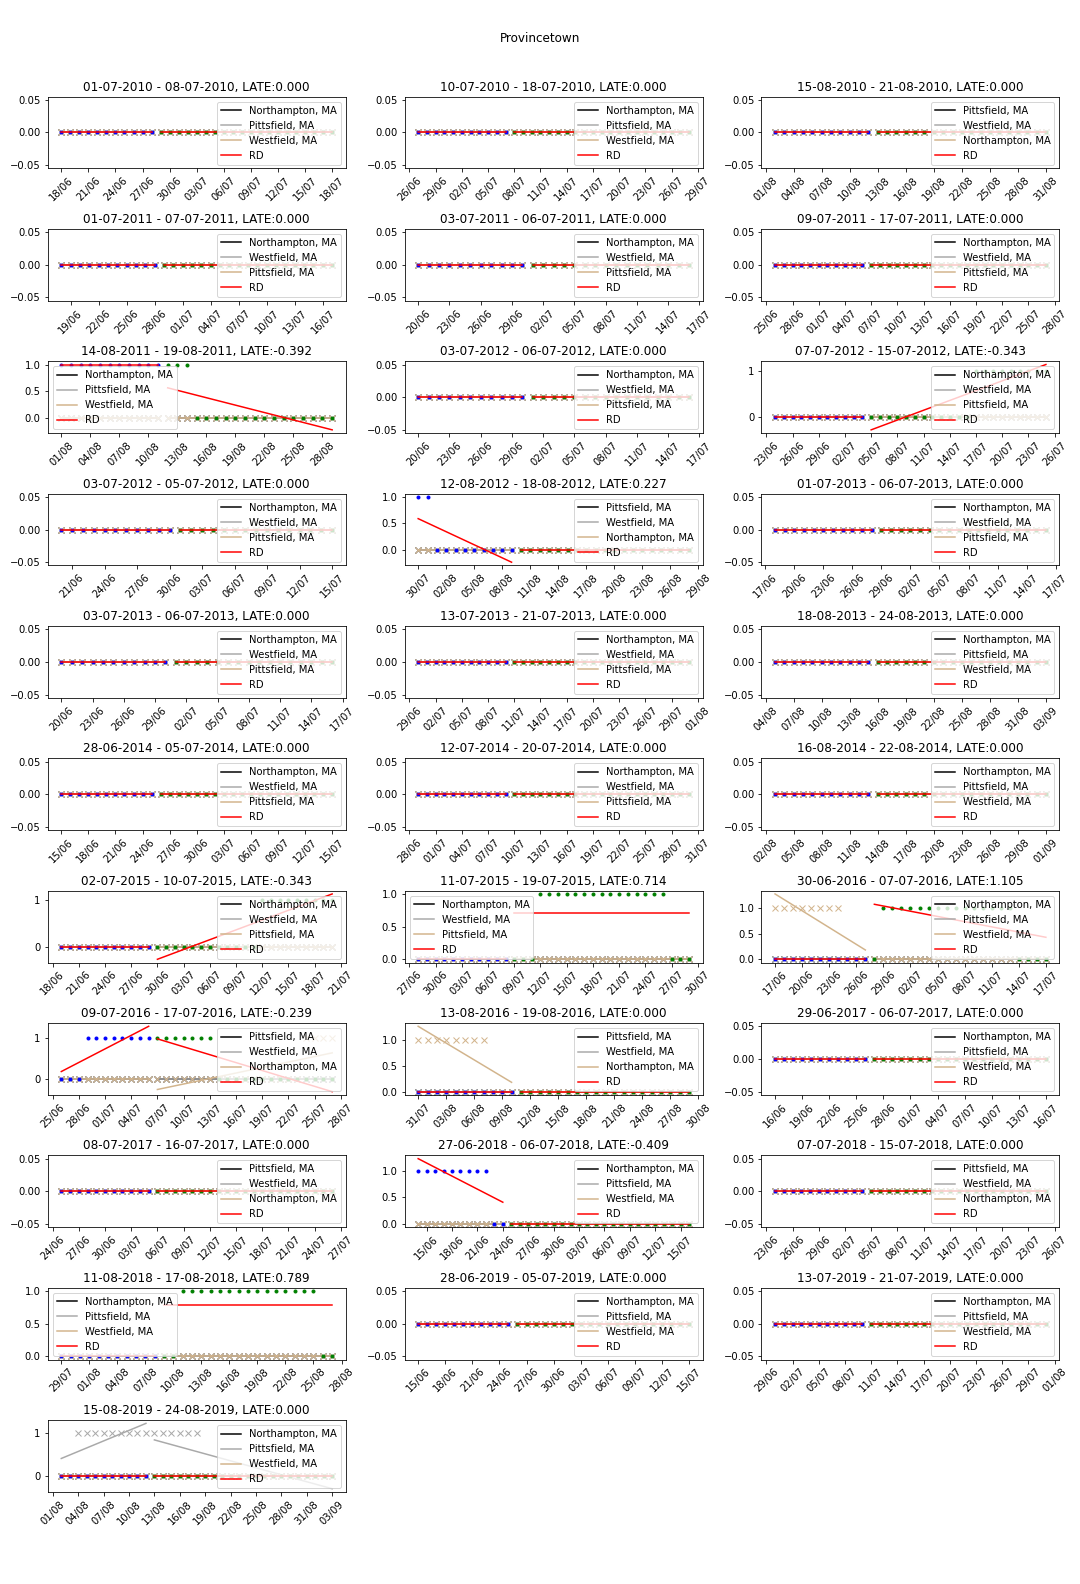 Provincetown
01-07-2010 - 08-07-2010, LATE:0.000
0.05
0.00
−0.05
Northampton, MA
Pittsfield, MA
Westfield, MA
RD
18/06 21/06 24/06 27/06 30/06 03/07 06/07 09/07 12/07 15/07 18/07
10-07-2010 - 18-07-2010, LATE:0.000
0.05
0.00
−0.05
Northampton, MA
Pittsfield, MA
Westfield, MA
RD
26/06 29/06 02/07 05/07 08/07 11/07 14/07 17/07 20/07 23/07 26/07 29/07
15-08-2010 - 21-08-2010, LATE:0.000
0.05
0.00
−0.05
Pittsfield, MA
Westfield, MA
Northampton, MA
RD
01/08 04/08 07/08 10/08 13/08 16/08 19/08 22/08 25/08 28/08 31/08
01-07-2011 - 07-07-2011, LATE:0.000
0.05
0.00
−0.05
Northampton, MA
Westfield, MA
Pittsfield, MA
RD
19/06 22/06 25/06 28/06 01/07 04/07 07/07 10/07 13/07 16/07
03-07-2011 - 06-07-2011, LATE:0.000
0.05
0.00
−0.05
Northampton, MA
Westfield, MA
Pittsfield, MA
RD
20/06 23/06 26/06 29/06 02/07 05/07 08/07 11/07 14/07 17/07
09-07-2011 - 17-07-2011, LATE:0.000
0.05
0.00
−0.05
Northampton, MA
Westfield, MA
Pittsfield, MA
RD
25/06 28/06 01/07 04/07 07/07 10/07 13/07 16/07 19/07 22/07 25/07 28/07
14-08-2011 - 19-08-2011, LATE:-0.392
1.0
0.5
0.0
Northampton, MA
Pittsfield, MA
Westfield, MA
RD
01/08 04/08 07/08 10/08 13/08 16/08 19/08 22/08 25/08 28/08
03-07-2012 - 06-07-2012, LATE:0.000
0.05
0.00
−0.05
Northampton, MA
Westfield, MA
Pittsfield, MA
RD
20/06 23/06 26/06 29/06 02/07 05/07 08/07 11/07 14/07 17/07
07-07-2012 - 15-07-2012, LATE:-0.343
1
0
Northampton, MA
Westfield, MA
Pittsfield, MA
RD
23/06 26/06 29/06 02/07 05/07 08/07 11/07 14/07 17/07 20/07 23/07 26/07
03-07-2012 - 05-07-2012, LATE:0.000
0.05
0.00
−0.05
Northampton, MA
Westfield, MA
Pittsfield, MA
RD
21/06 24/06 27/06 30/06 03/07 06/07 09/07 12/07 15/07
12-08-2012 - 18-08-2012, LATE:0.227
1.0
0.5
0.0
Pittsfield, MA
Westfield, MA
Northampton, MA
RD
30/07 02/08 05/08 08/08 11/08 14/08 17/08 20/08 23/08 26/08 29/08
01-07-2013 - 06-07-2013, LATE:0.000
0.05
0.00
−0.05
Northampton, MA
Westfield, MA
Pittsfield, MA
RD
17/06 20/06 23/06 26/06 29/06 02/07 05/07 08/07 11/07 14/07 17/07
03-07-2013 - 06-07-2013, LATE:0.000
0.05
0.00
−0.05
Northampton, MA
Westfield, MA
Pittsfield, MA
RD
20/06 23/06 26/06 29/06 02/07 05/07 08/07 11/07 14/07 17/07
13-07-2013 - 21-07-2013, LATE:0.000
0.05
0.00
−0.05
Northampton, MA
Westfield, MA
Pittsfield, MA
RD
29/06 02/07 05/07 08/07 11/07 14/07 17/07 20/07 23/07 26/07 29/07 01/08
18-08-2013 - 24-08-2013, LATE:0.000
0.05
0.00
−0.05
Northampton, MA
Westfield, MA
Pittsfield, MA
RD
04/08 07/08 10/08 13/08 16/08 19/08 22/08 25/08 28/08 31/08 03/09
28-06-2014 - 05-07-2014, LATE:0.000
0.05
0.00
−0.05
Northampton, MA
Westfield, MA
Pittsfield, MA
RD
15/06 18/06 21/06 24/06 27/06 30/06 03/07 06/07 09/07 12/07 15/07
12-07-2014 - 20-07-2014, LATE:0.000
0.05
0.00
−0.05
Northampton, MA
Westfield, MA
Pittsfield, MA
RD
28/06 01/07 04/07 07/07 10/07 13/07 16/07 19/07 22/07 25/07 28/07 31/07
16-08-2014 - 22-08-2014, LATE:0.000
0.05
0.00
−0.05
Northampton, MA
Westfield, MA
Pittsfield, MA
RD
02/08 05/08 08/08 11/08 14/08 17/08 20/08 23/08 26/08 29/08 01/09
02-07-2015 - 10-07-2015, LATE:-0.343
1
0
Northampton, MA
Westfield, MA
Pittsfield, MA
RD
18/06 21/06 24/06 27/06 30/06 03/07 06/07 09/07 12/07 15/07 18/07 21/07
11-07-2015 - 19-07-2015, LATE:0.714
1.0
0.5
0.0
Northampton, MA
Westfield, MA
Pittsfield, MA
RD
27/06 30/06 03/07 06/07 09/07 12/07 15/07 18/07 21/07 24/07 27/07 30/07
30-06-2016 - 07-07-2016, LATE:1.105
1.0
0.5
0.0
Northampton, MA
Pittsfield, MA
Westfield, MA
RD
17/06 20/06 23/06 26/06 29/06 02/07 05/07 08/07 11/07 14/07 17/07
09-07-2016 - 17-07-2016, LATE:-0.239
1
0
Pittsfield, MA
Westfield, MA
Northampton, MA
RD
25/06 28/06 01/07 04/07 07/07 10/07 13/07 16/07 19/07 22/07 25/07 28/07
13-08-2016 - 19-08-2016, LATE:0.000
1.0
0.5
0.0
Pittsfield, MA
Westfield, MA
Northampton, MA
RD
31/07 03/08 06/08 09/08 12/08 15/08 18/08 21/08 24/08 27/08 30/08
29-06-2017 - 06-07-2017, LATE:0.000
0.05
0.00
−0.05
Northampton, MA
Pittsfield, MA
Westfield, MA
RD
16/06 19/06 22/06 25/06 28/06 01/07 04/07 07/07 10/07 13/07 16/07
08-07-2017 - 16-07-2017, LATE:0.000
0.05
0.00
−0.05
Pittsfield, MA
Westfield, MA
Northampton, MA
RD
24/06 27/06 30/06 03/07 06/07 09/07 12/07 15/07 18/07 21/07 24/07 27/07
27-06-2018 - 06-07-2018, LATE:-0.409
1.0
0.5
0.0
Northampton, MA
Pittsfield, MA
Westfield, MA
RD
15/06 18/06 21/06 24/06 27/06 30/06 03/07 06/07 09/07 12/07 15/07
07-07-2018 - 15-07-2018, LATE:0.000
0.05
0.00
−0.05
Pittsfield, MA
Westfield, MA
Northampton, MA
RD
23/06 26/06 29/06 02/07 05/07 08/07 11/07 14/07 17/07 20/07 23/07 26/07
11-08-2018 - 17-08-2018, LATE:0.789
1.0
0.5
0.0
Northampton, MA
Pittsfield, MA
Westfield, MA
RD
29/07 01/08 04/08 07/08 10/08 13/08 16/08 19/08 22/08 25/08 28/08
28-06-2019 - 05-07-2019, LATE:0.000
0.05
0.00
−0.05
Northampton, MA
Pittsfield, MA
Westfield, MA
RD
15/06 18/06 21/06 24/06 27/06 30/06 03/07 06/07 09/07 12/07 15/07
13-07-2019 - 21-07-2019, LATE:0.000
0.05
0.00
−0.05
Northampton, MA
Pittsfield, MA
Westfield, MA
RD
29/06 02/07 05/07 08/07 11/07 14/07 17/07 20/07 23/07 26/07 29/07 01/08
15-08-2019 - 24-08-2019, LATE:0.000
1
0
Northampton, MA
Pittsfield, MA
Westfield, MA
RD
01/08 04/08 07/08 10/08 13/08 16/08 19/08 22/08 25/08 28/08 31/08 03/09